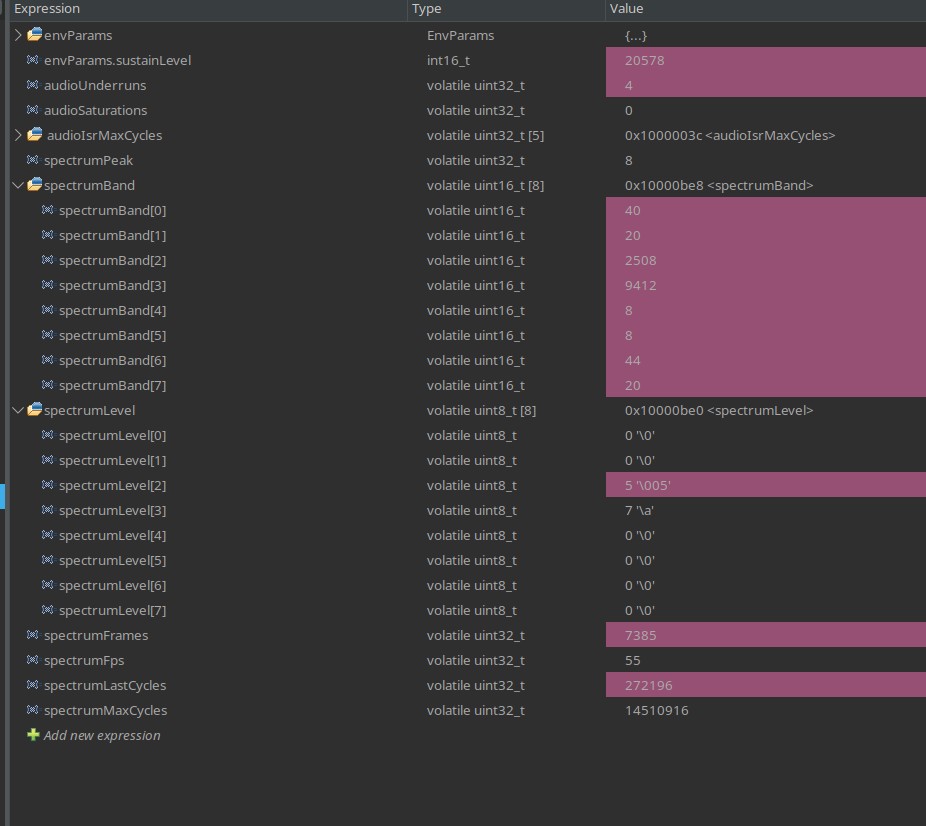 Expression Type Value
envParams EnvParams {...}
envParams.sustainLevel int16_t 20578
audioUnderruns volatile uint32_t 4
audioSaturations volatile uint32_t 0
audioIsrMaxCycles volatile uint32_t [5] 0x1000003c <audioIsrMaxCycles>
spectrumPeak volatile uint32_t 8
spectrumBand volatile uint16_t [8] 0x10000be8 <spectrumBand>
spectrumBand[0] volatile uint16_t 40
spectrumBand[1] volatile uint16_t 20
spectrumBand[2] volatile uint16_t 2508
spectrumBand[3] volatile uint16_t 9412
spectrumBand[4] volatile uint16_t 8
spectrumBand[5] volatile uint16_t 8
spectrumBand[6] volatile uint16_t 44
spectrumBand[7] volatile uint16_t 20
spectrumLevel volatile uint8_t [8] 0x10000be0 <spectrumLevel>
spectrumLevel[0] volatile uint8_t 0 '\0'
spectrumLevel[1] volatile uint8_t 0 '\0'
spectrumLevel[2] volatile uint8_t 5 '\005'
spectrumLevel[3] volatile uint8_t 7 '\a'
spectrumLevel[4] volatile uint8_t 0 '\0'
spectrumLevel[5] volatile uint8_t 0 '\0'
spectrumLevel[6] volatile uint8_t 0 '\0'
spectrumLevel[7] volatile uint8_t 0 '\0'
spectrumFrames volatile uint32_t 7385
spectrumFps volatile uint32_t 55
spectrumLastCycles volatile uint32_t 272196
spectrumMaxCycles volatile uint32_t 14510916
Add new expression